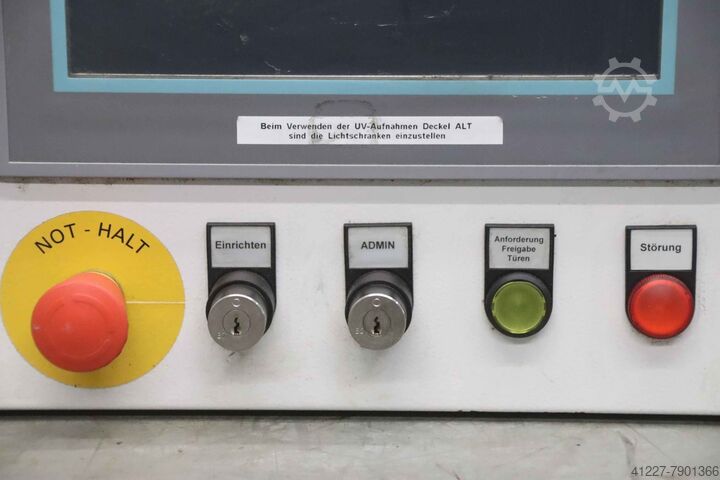 Beim Verwenden der UV-Aufnahmen Deckel ALT
sind die Lichtschranken einzustellen
NOT - HALT
Einrichten
ADMIN
Anforderung
Freigabe
Türen
Störung
41227-7901366